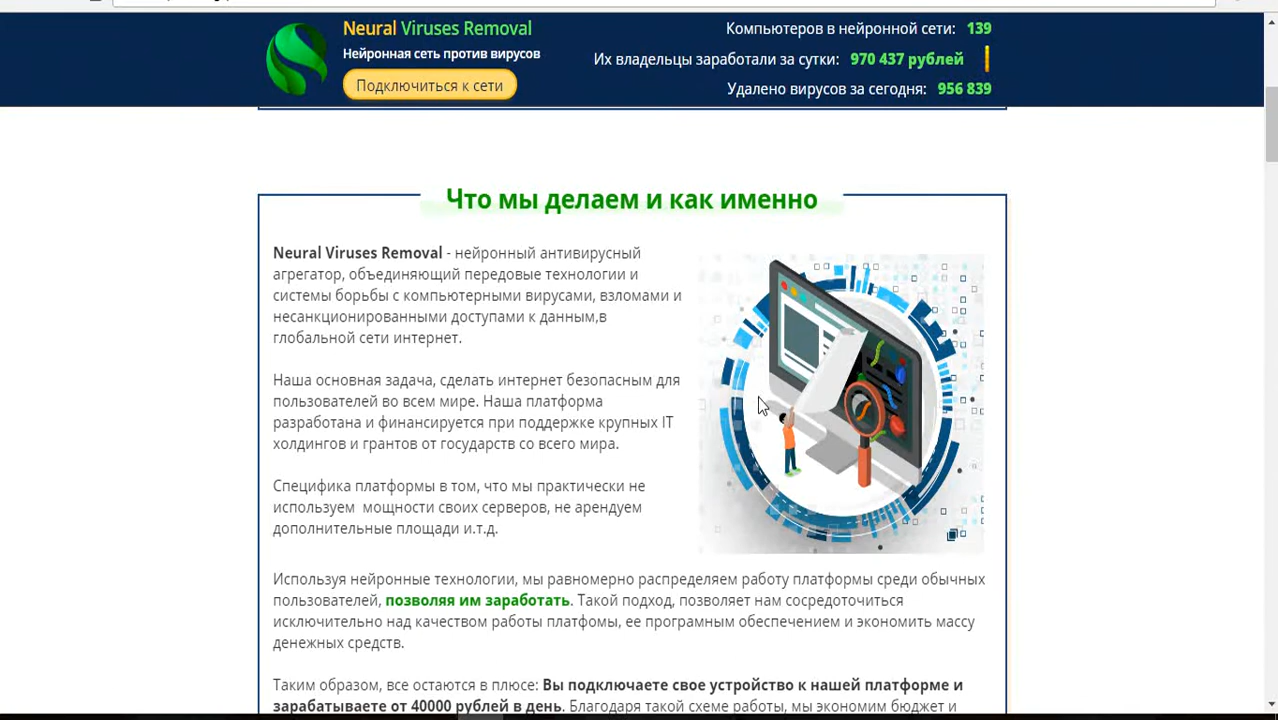 Neural Viruses Removal
Нейронная сеть против вирусов
Подключиться к сети
Компьютеров в нейронной сети: 139
Их владельцы заработали за сутки: 970 437 рублей
Удалено вирусов за сегодня: 956 839
Что мы делаем и как именно
Neural Viruses Removal - нейронный антивирусный
агрегатор, объединяющий передовые технологии и
системы борьбы с компьютерными вирусами, взломами и
несанкционированными доступами к данным,в
глобальной сети интернет.
Наша основная задача, сделать интернет безопасным для
пользователей во всем мире. Наша платформа
разработана и финансируется при поддержке крупных IT
холдингов и грантов от государств со всего мира.
Специфика платформы в том, что мы практически не
используем мощности своих серверов, не арендуем
дополнительные площади и.т.д.
Используя нейронные технологии, мы равномерно распределяем работу платформы среди обычных
пользователей, позволяя им заработать. Такой подход, позволяет нам сосредоточиться
исключительно над качеством работы платфомы, ее програмным обеспечением и экономить массу
денежных средств.
Таким образом, все остаются в плюсе: Вы подключаете свое устройство к нашей платформе и
зарабатываете от 40000 рублей в день. Благодаря такой схеме работы, мы экономим бюджет и